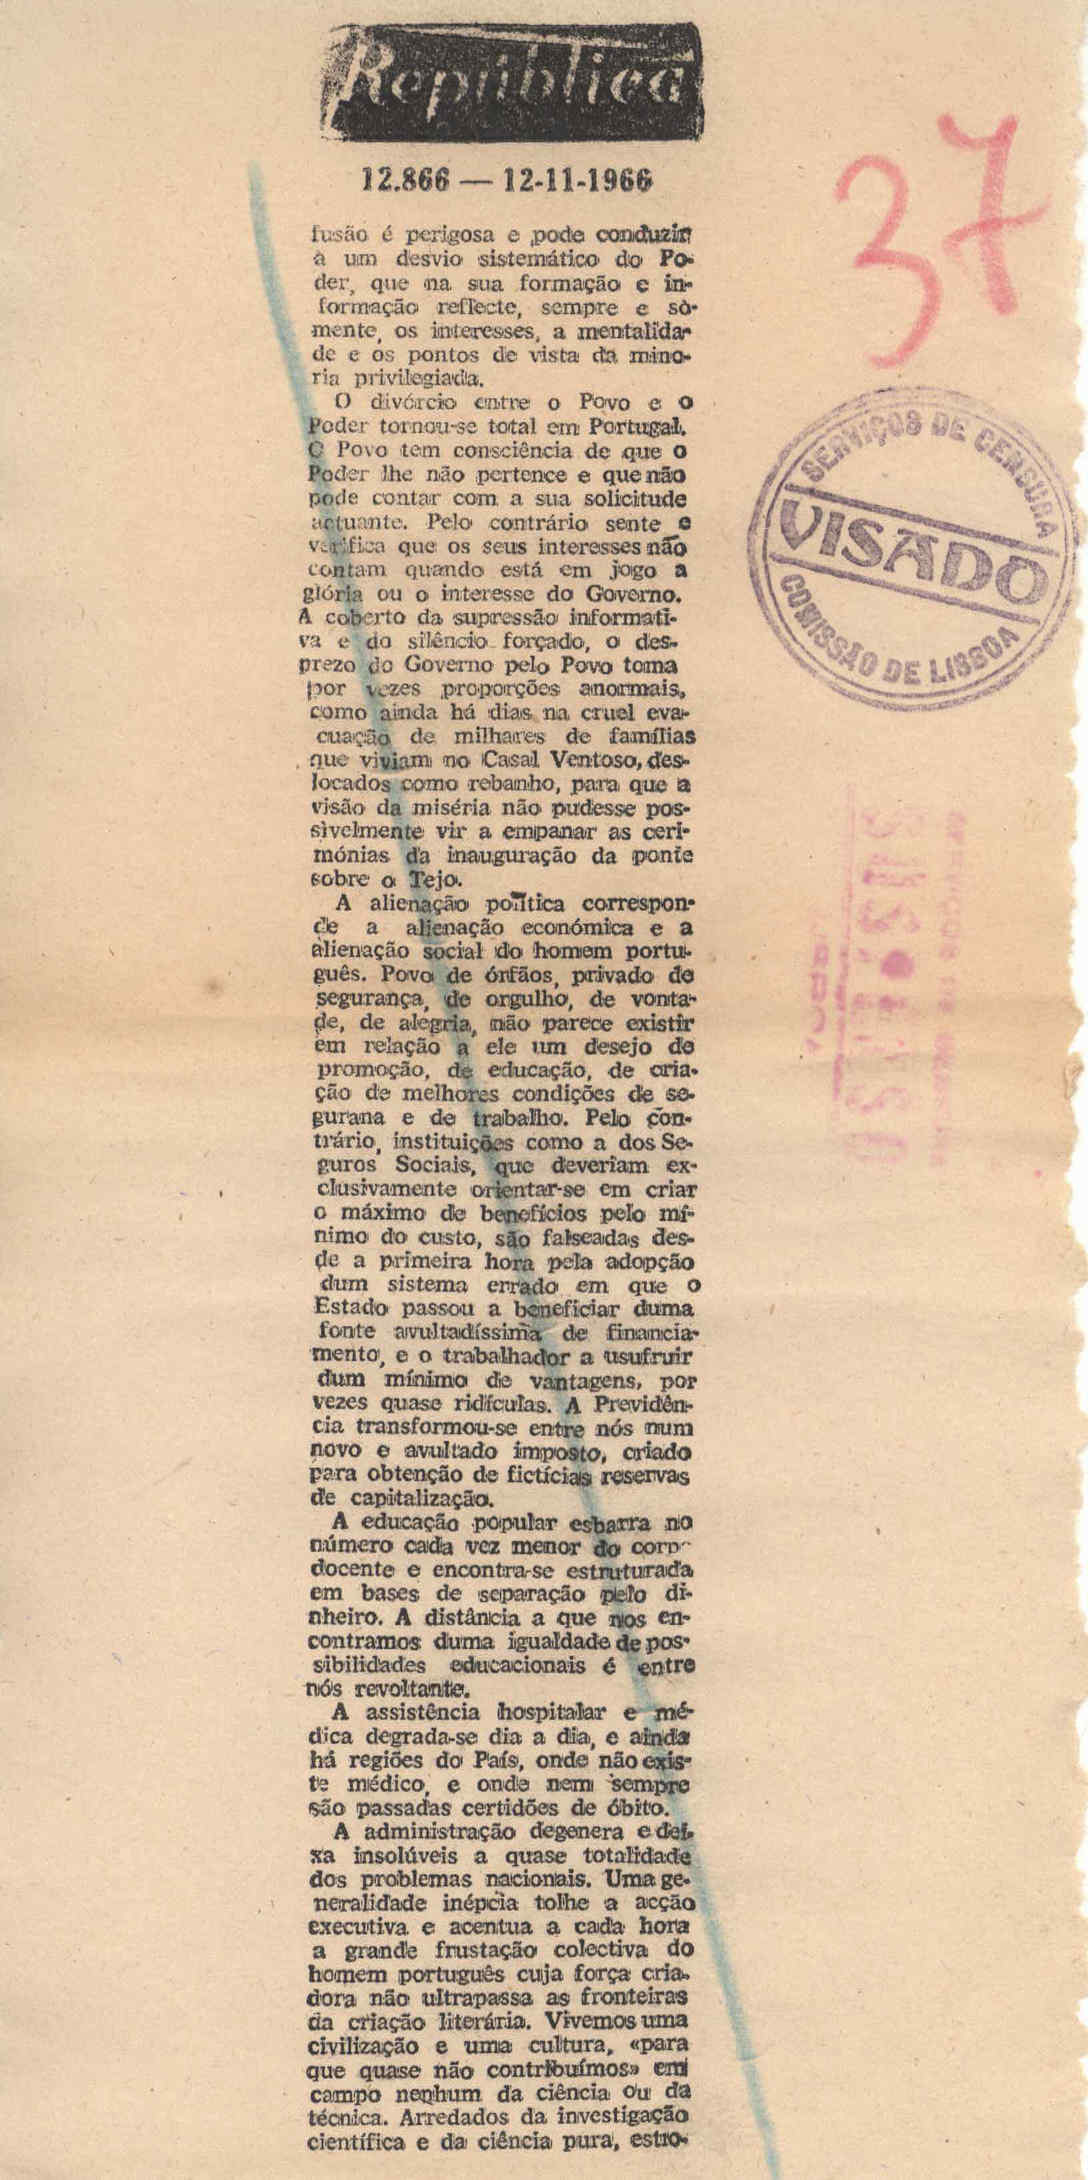 República
12.866 — 12-11-1966
37
fusão é perigosa e pode conduzir
a um desvio sistemático do Po-
der, que na sua formação e in-
formação reflecte, sempre e sò-
mente, os interesses, a mentalida-
de e os pontos de vista da mino-
ria privilegiada.
O divórcio entre o Povo e o
Poder tornou-se total em Portugal.
O Povo tem consciência de que o
Poder lhe não pertence e que não
pode contar com a sua solicitude
actuante. Pelo contrário sente e
verifica que os seus interesses não
contam quando está em jogo a
glória ou o interesse do Governo.
A coberto da supressão informati-
va e do silêncio forçado, o des-
prezo do Governo pelo Povo toma
por vezes proporções anormais,
como ainda há dias na cruel eva-
cuação de milhares de famílias
que viviam no Casal Ventoso, des-
locados como rebanho, para que a
visão da miséria não pudesse pos-
sìvelmente vir a empanar as ceri-
mónias da inauguração da ponte
sobre o Tejo.
A alienação política correspon-
de a alienação económica e a
alienação social do homem portu-
guês. Povo de órfãos, privado de
segurança, de orgulho, de vonta-
de, de alegria, não parece existir
em relação a ele um desejo de
promoção, de educação, de cria-
ção de melhores condições de se-
gurana e de trabalho. Pelo con-
trário, instituições como a dos Se-
guros Sociais, que deveriam ex-
clusivamente orientar-se em criar
o máximo de benefícios pelo mí-
nimo do custo, são falseadas des-
de a primeira hora pela adopção
dum sistema errado em que o
Estado passou a beneficiar duma
fonte avultadíssima de financia-
mento, e o trabalhador a usufruir
dum mínimo de vantagens, por
vezes quase ridículas. A Previdên-
cia transformou-se entre nós num
novo e avultado imposto, criado
para obtenção de fictícias reservas
de capitalização.
A educação popular esbarra no
número cada vez menor do corpo
docente e encontra-se estruturada
em bases de separação pelo di-
nheiro. A distância a que nos en-
contramos duma igualdade de pos-
sibilidades educacionais é entre
nós revoltante.
A assistência hospitalar e mé-
dica degrada-se dia a dia, e ainda
há regiões do País, onde não exis-
te médico, e onde nem sempre
são passadas certidões de óbito.
A administração degenera e dei-
xa insolúveis a quase totalidade
dos problemas nacionais. Uma ge-
neralidade inépcia tolhe a acção
executiva e acentua a cada hora
a grande frustação colectiva do
homem português cuja força cria-
dora não ultrapassa as fronteiras
da criação literária. Vivemos uma
civilização e uma cultura, «para
que quase não contribuímos» em
campo nenhum da ciência ou da
técnica. Arredados da investigação
científica e da ciência pura, estro-
SERVIÇOS DE CENSURA
VISADO
COMISSÃO DE LISBOA